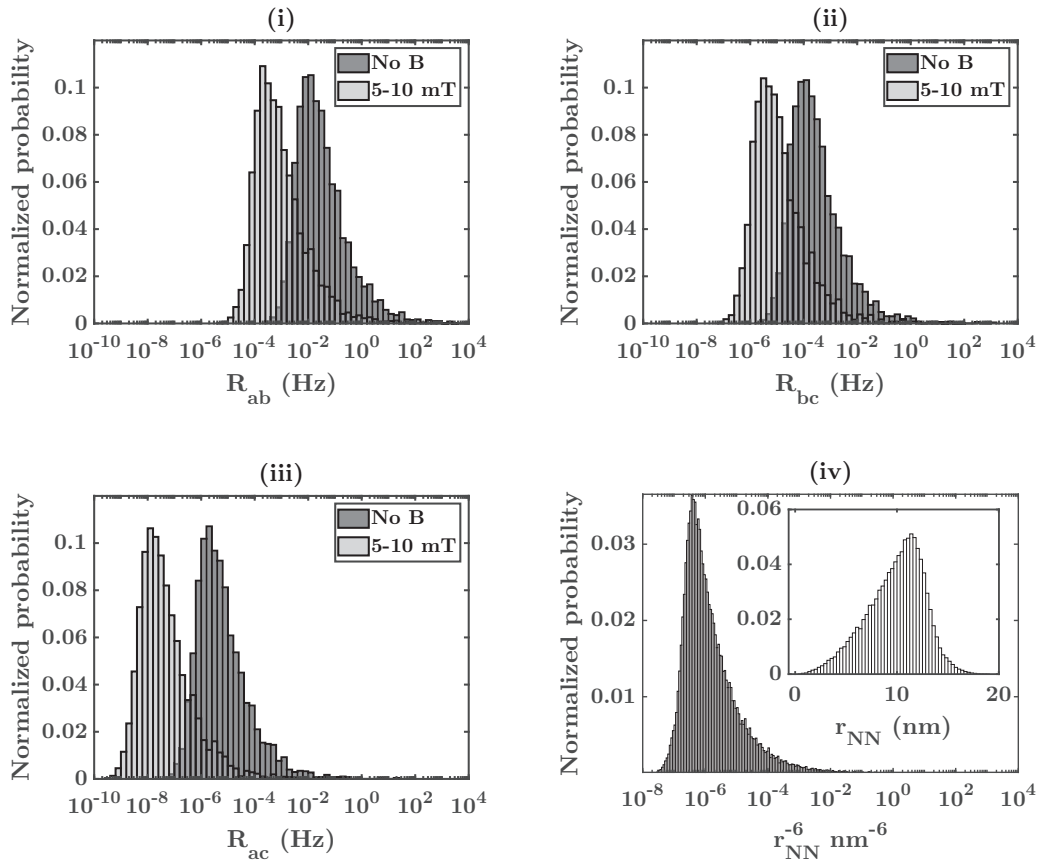 (i)
Normalized probability
0.1
0.08
0.06
0.04
0.02
0
No B
5-10 mT
10^-10 10^-8 10^-6 10^-4 10^-2 10^0 10^2 10^4
R_ab (Hz)
(ii)
Normalized probability
0.1
0.08
0.06
0.04
0.02
0
No B
5-10 mT
10^-10 10^-8 10^-6 10^-4 10^-2 10^0 10^2 10^4
R_bc (Hz)
(iii)
Normalized probability
0.1
0.08
0.06
0.04
0.02
0
No B
5-10 mT
10^-10 10^-8 10^-6 10^-4 10^-2 10^0 10^2 10^4
R_ac (Hz)
(iv)
Normalized probability
0.03
0.02
0.01
0.06
0.04
0.02
0
0 10 20
r_NN (nm)
10^-8 10^-6 10^-4 10^-2 10^0 10^2 10^4
r_NN^-6 nm^-6